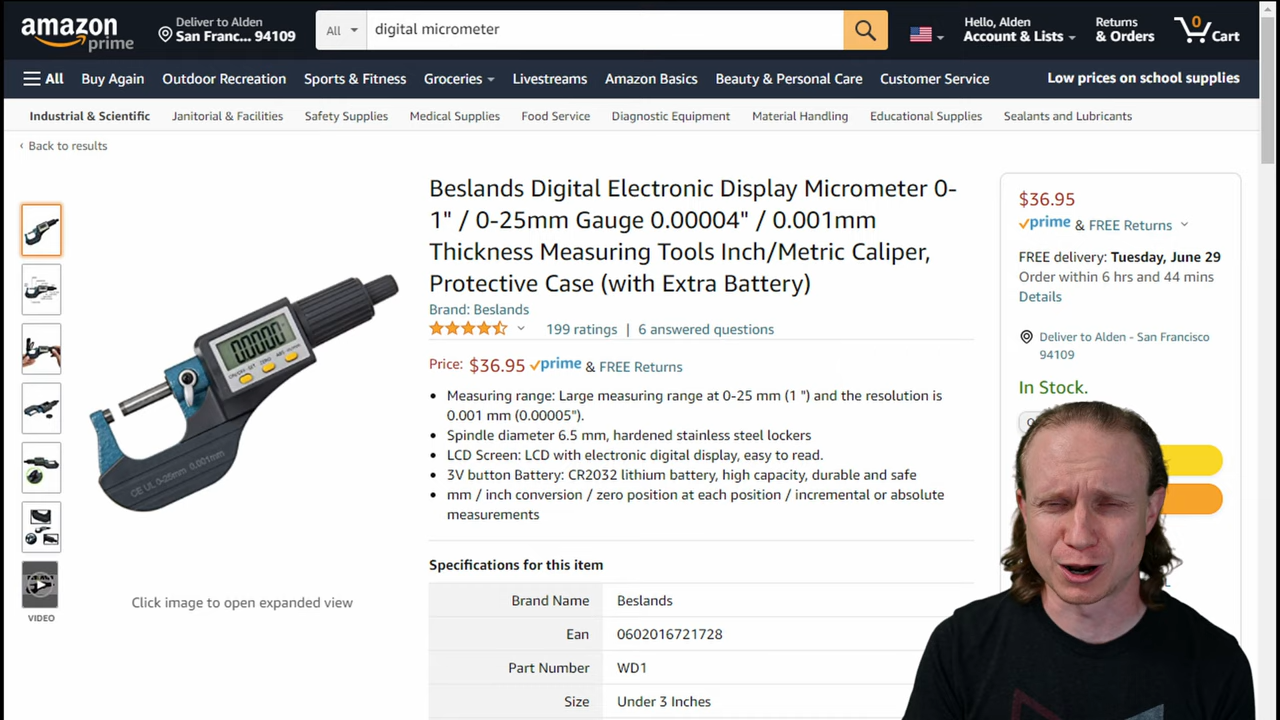 amazon
prime
Deliver to Alden
San Franc... 94109
All
digital micrometer
Hello, Alden
Account & Lists
Returns
& Orders
0
Cart
All
Buy Again
Outdoor Recreation
Sports & Fitness
Groceries
Livestreams
Amazon Basics
Beauty & Personal Care
Customer Service
Low prices on school supplies
Industrial & Scientific
Janitorial & Facilities
Safety Supplies
Medical Supplies
Food Service
Diagnostic Equipment
Material Handling
Educational Supplies
Sealants and Lubricants
‹ Back to results
Beslands Digital Electronic Display Micrometer 0-
1" / 0-25mm Gauge 0.00004" / 0.001mm
Thickness Measuring Tools Inch/Metric Caliper,
Protective Case (with Extra Battery)
Brand: Beslands
199 ratings | 6 answered questions
Price: $36.95 prime & FREE Returns
• Measuring range: Large measuring range at 0-25 mm (1 ") and the resolution is
0.001 mm (0.00005").
• Spindle diameter 6.5 mm, hardened stainless steel lockers
• LCD Screen: LCD with electronic digital display, easy to read.
• 3V button Battery: CR2032 lithium battery, high capacity, durable and safe
• mm / inch conversion / zero position at each position / incremental or absolute
measurements
Specifications for this item
Brand Name Beslands
Ean 0602016721728
Part Number WD1
Size Under 3 Inches
0-25mm 0.001mm
VIDEO
Click image to open expanded view
$36.95
prime & FREE Returns
FREE delivery: Tuesday, June 29
Order within 6 hrs and 44 mins
Details
Deliver to Alden - San Francisco
94109
In Stock.